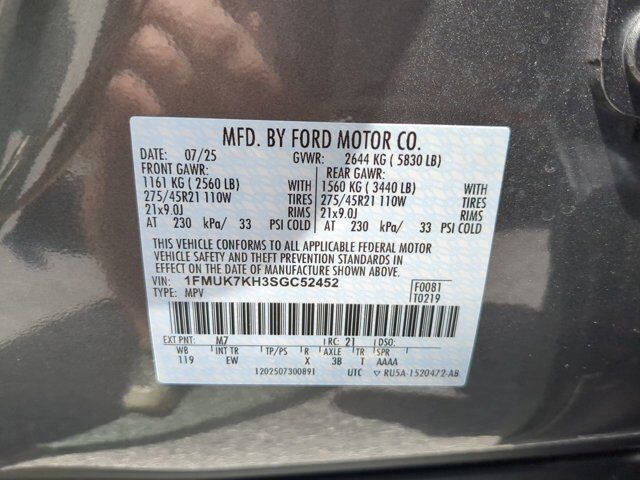 MFD. BY FORD MOTOR CO.
DATE: 07/25 GVWR: 2644 KG ( 5830 LB)
FRONT GAWR: REAR GAWR:
1161 KG ( 2560 LB) WITH 1560 KG ( 3440 LB) WITH
275/45R21 110W TIRES 275/45R21 110W TIRES
21x9.0J RIMS 21x9.0J RIMS
AT 230 kPa/ 33 PSI COLD AT 230 kPa/ 33 PSI COLD
THIS VEHICLE CONFORMS TO ALL APPLICABLE FEDERAL MOTOR
VEHICLE SAFETY AND THEFT PREVENTION STANDARDS IN
EFFECT ON THE DATE OF MANUFACTURE SHOWN ABOVE.
VIN: 1FMUK7KH3SGC52452 F0081
TYPE: MPV T0219
EXT PNT: M7 RC: 21 DSO:
WB INT TR TP/PS R AXLE TR SPR
119 EW X 3B T AAAA
1202507300891 UTC ▽ RU5A-1520472-AB